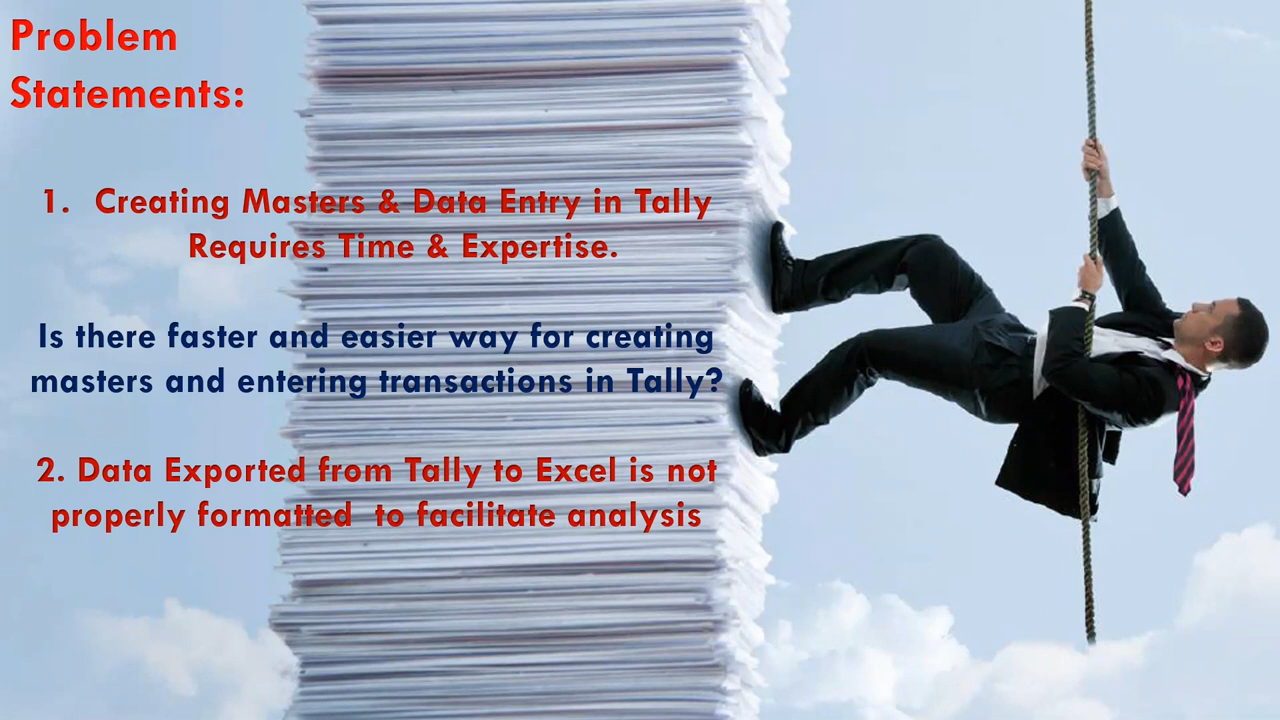 Problem
Statements:
1. Creating Masters & Data Entry in Tally
Requires Time & Expertise.
Is there faster and easier way for creating
masters and entering transactions in Tally?
2. Data Exported from Tally to Excel is not
properly formatted  to facilitate analysis